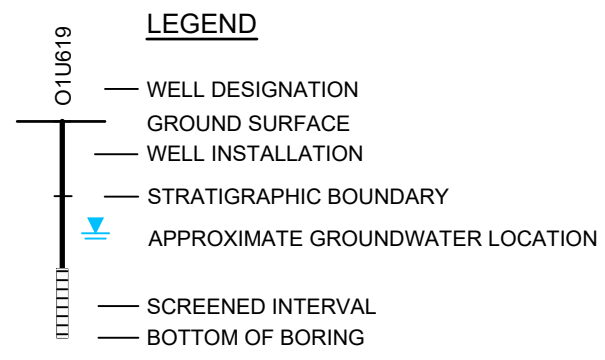 LEGEND
O1U619
WELL DESIGNATION
GROUND SURFACE
WELL INSTALLATION
STRATIGRAPHIC BOUNDARY
APPROXIMATE GROUNDWATER LOCATION
SCREENED INTERVAL
BOTTOM OF BORING